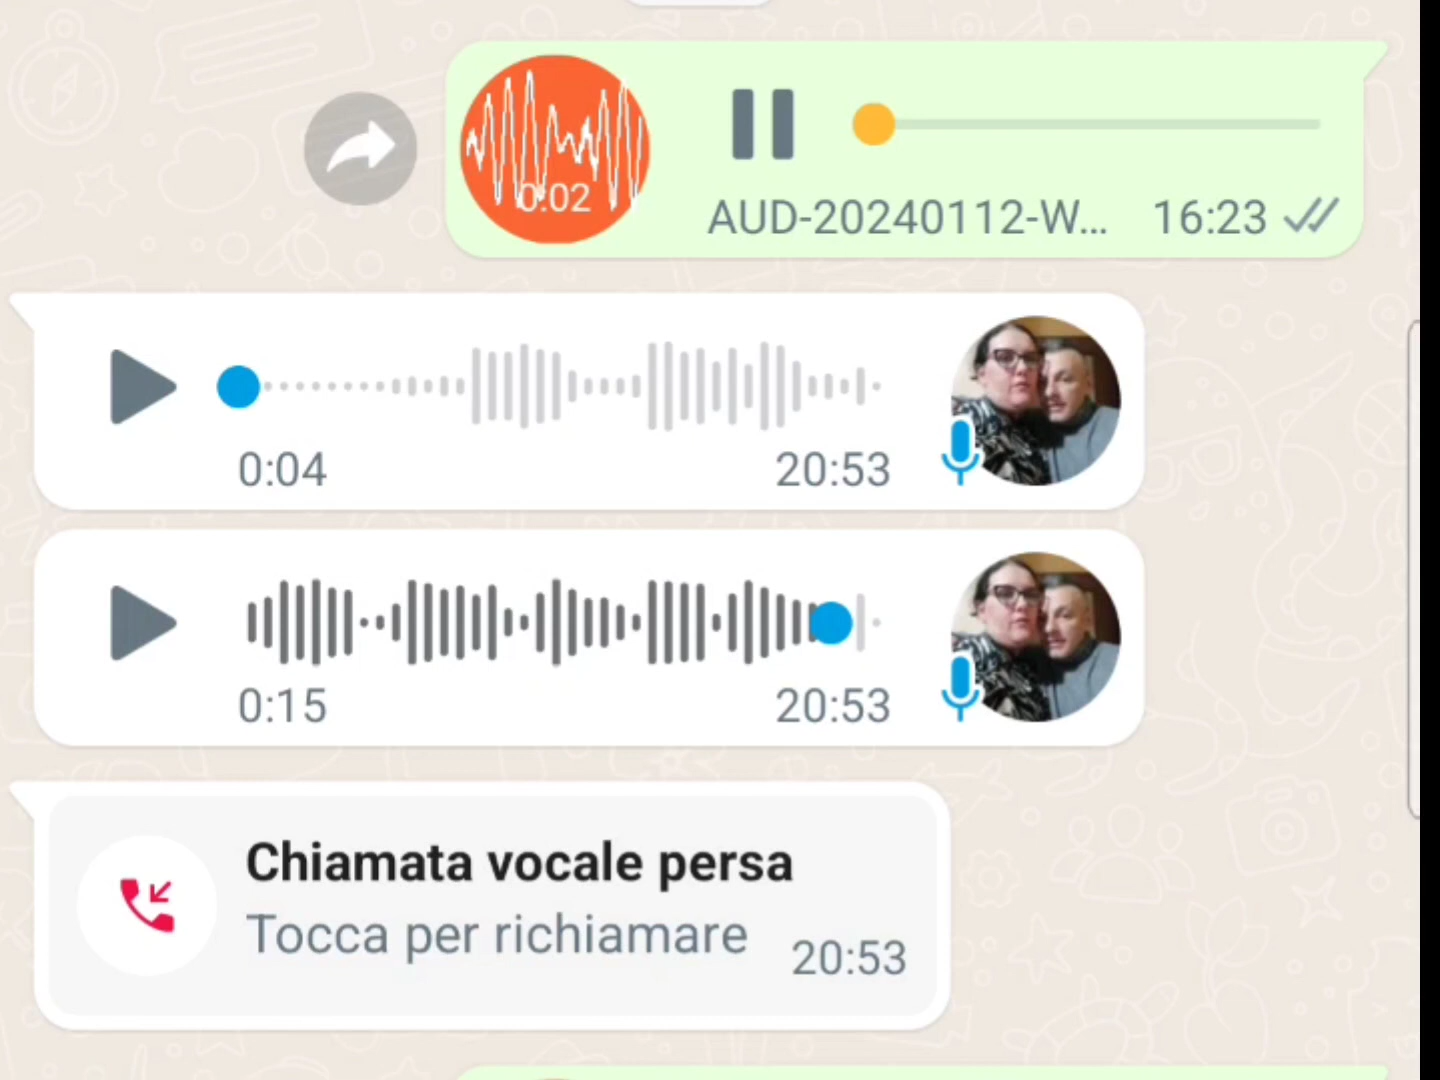 0:02
AUD-20240112-W... 16:23
0:04 20:53
0:15 20:53
Chiamata vocale persa
Tocca per richiamare 20:53